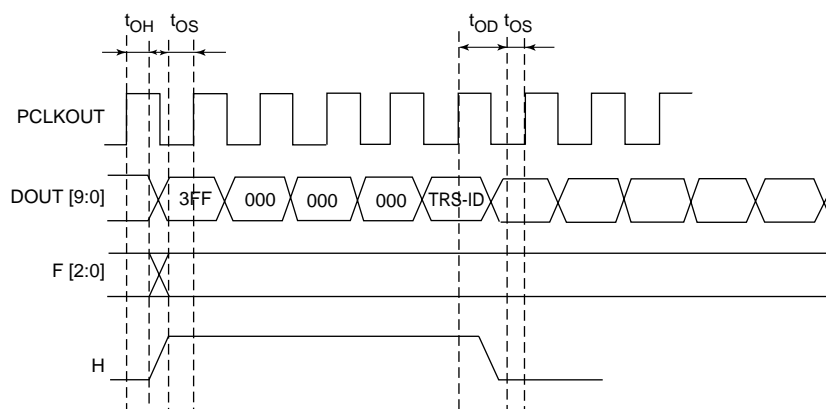 tOH tOS tOD tOS
PCLKOUT
DOUT [9:0] 3FF 000 000 000 TRS-ID
F [2:0]
H